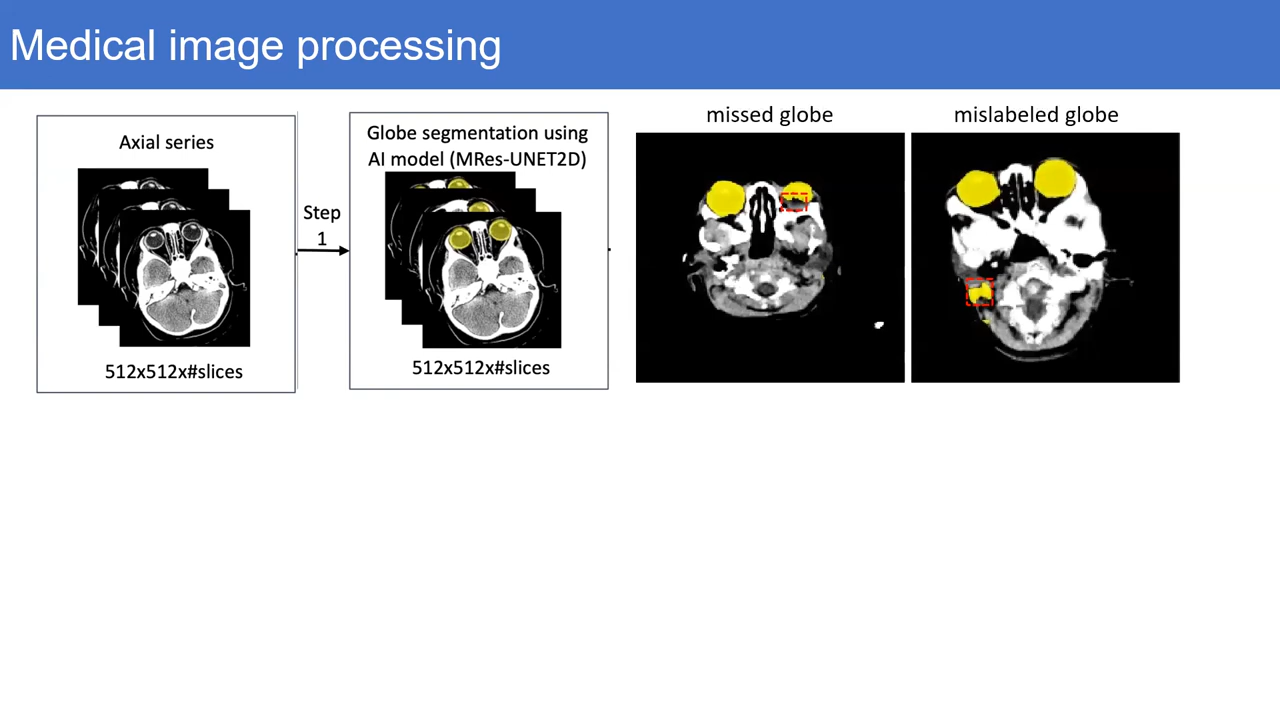 Medical image processing
Axial series
512x512x#slices
Step
1
Globe segmentation using
AI model (MRes-UNET2D)
512x512x#slices
missed globe
mislabeled globe